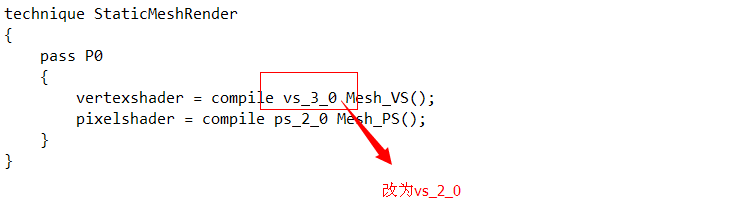 technique StaticMeshRender
{
pass P0
{
vertexshader = compile vs_3_0 Mesh_VS();
pixelshader = compile ps_2_0 Mesh_PS();
}
}
改为vs_2_0